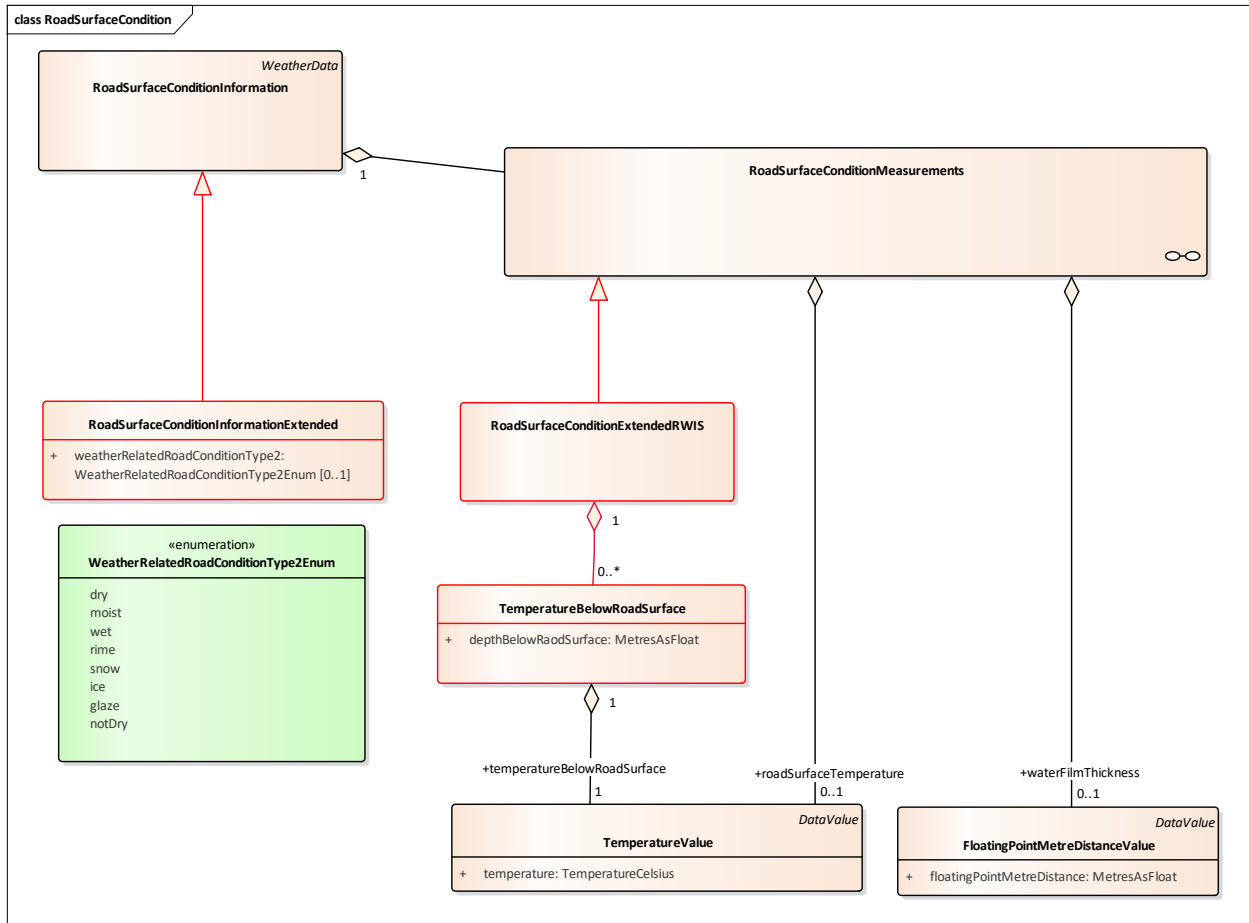 class RoadSurfaceCondition
WeatherData
RoadSurfaceConditionInformation
1
RoadSurfaceConditionMeasurements
RoadSurfaceConditionInformationExtended
+ weatherRelatedRoadConditionType2:
WeatherRelatedRoadConditionType2Enum [0..1]
RoadSurfaceConditionExtendedRWIS
1
0..*
«enumeration»
WeatherRelatedRoadConditionType2Enum
dry
moist
wet
rime
snow
ice
glaze
notDry
TemperatureBelowRoadSurface
+ depthBelowRaodSurface: MetresAsFloat
1
+temperatureBelowRoadSurface
1
+roadSurfaceTemperature
0..1
+waterFilmThickness
0..1
DataValue
TemperatureValue
+ temperature: TemperatureCelsius
DataValue
FloatingPointMetreDistanceValue
+ floatingPointMetreDistance: MetresAsFloat